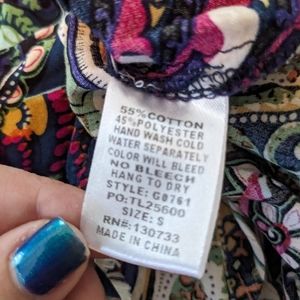 55%COTTON
45%POLYESTER
HAND WASH COLD
WATER SEPARATELY
COLOR WILL BLEED
NO BLEECH
HANG TO DRY
STYLE: G0761
PO:TL25600
SIZE: S
RN#:130733
MADE IN CHINA